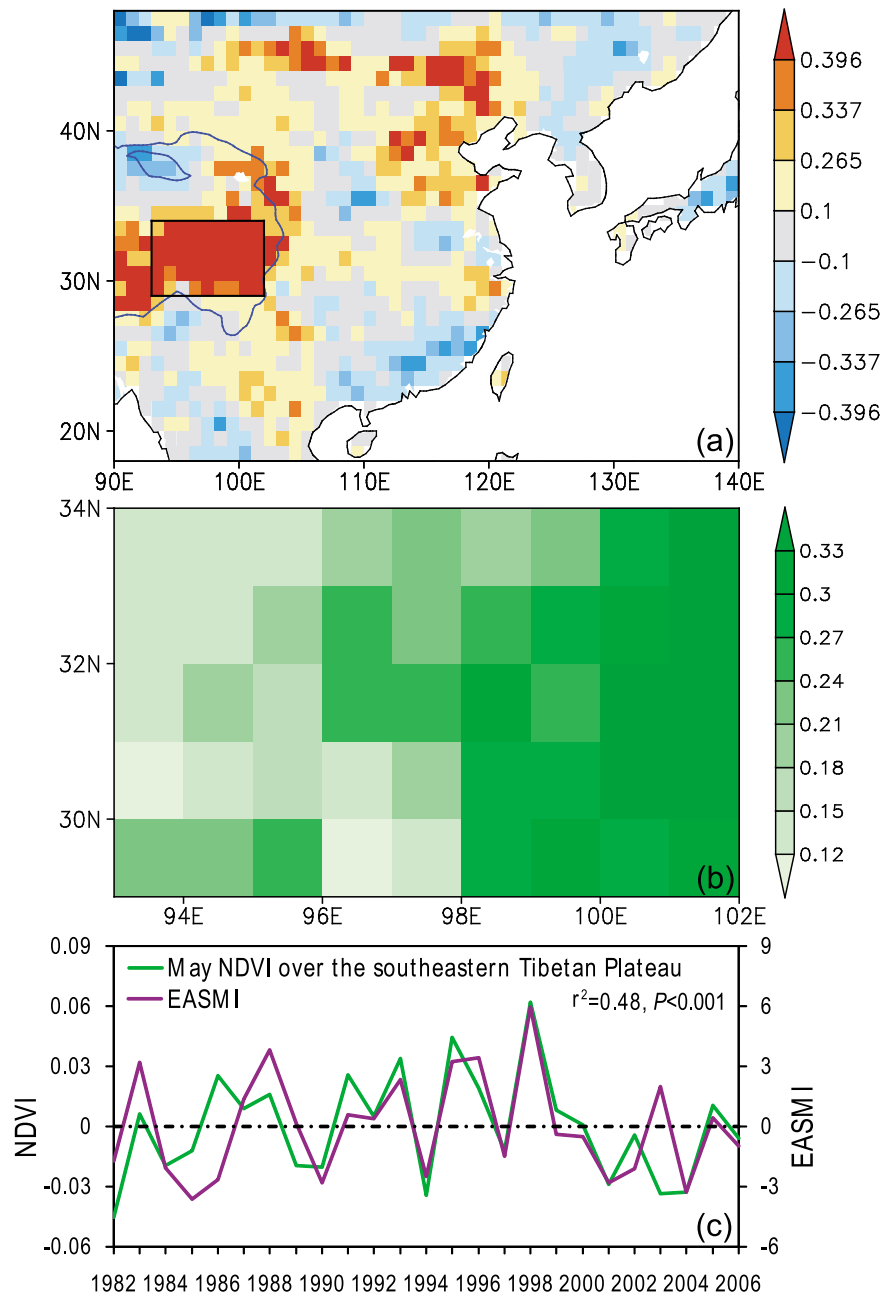 0.396
0.337
0.265
0.1
−0.1
−0.265
−0.337
−0.396
40N
30N
20N
(a)
90E 100E 110E 120E 130E 140E
34N
32N
30N
0.33
0.3
0.27
0.24
0.21
0.18
0.15
0.12
(b)
94E 96E 98E 100E 102E
0.09
0.06
0.03
0
-0.03
-0.06
NDVI
May NDVI over the southeastern Tibetan Plateau
EASMI
r²=0.48, P<0.001
9
6
3
0
-3
-6
EASMI
(c)
1982 1984 1986 1988 1990 1992 1994 1996 1998 2000 2002 2004 2006